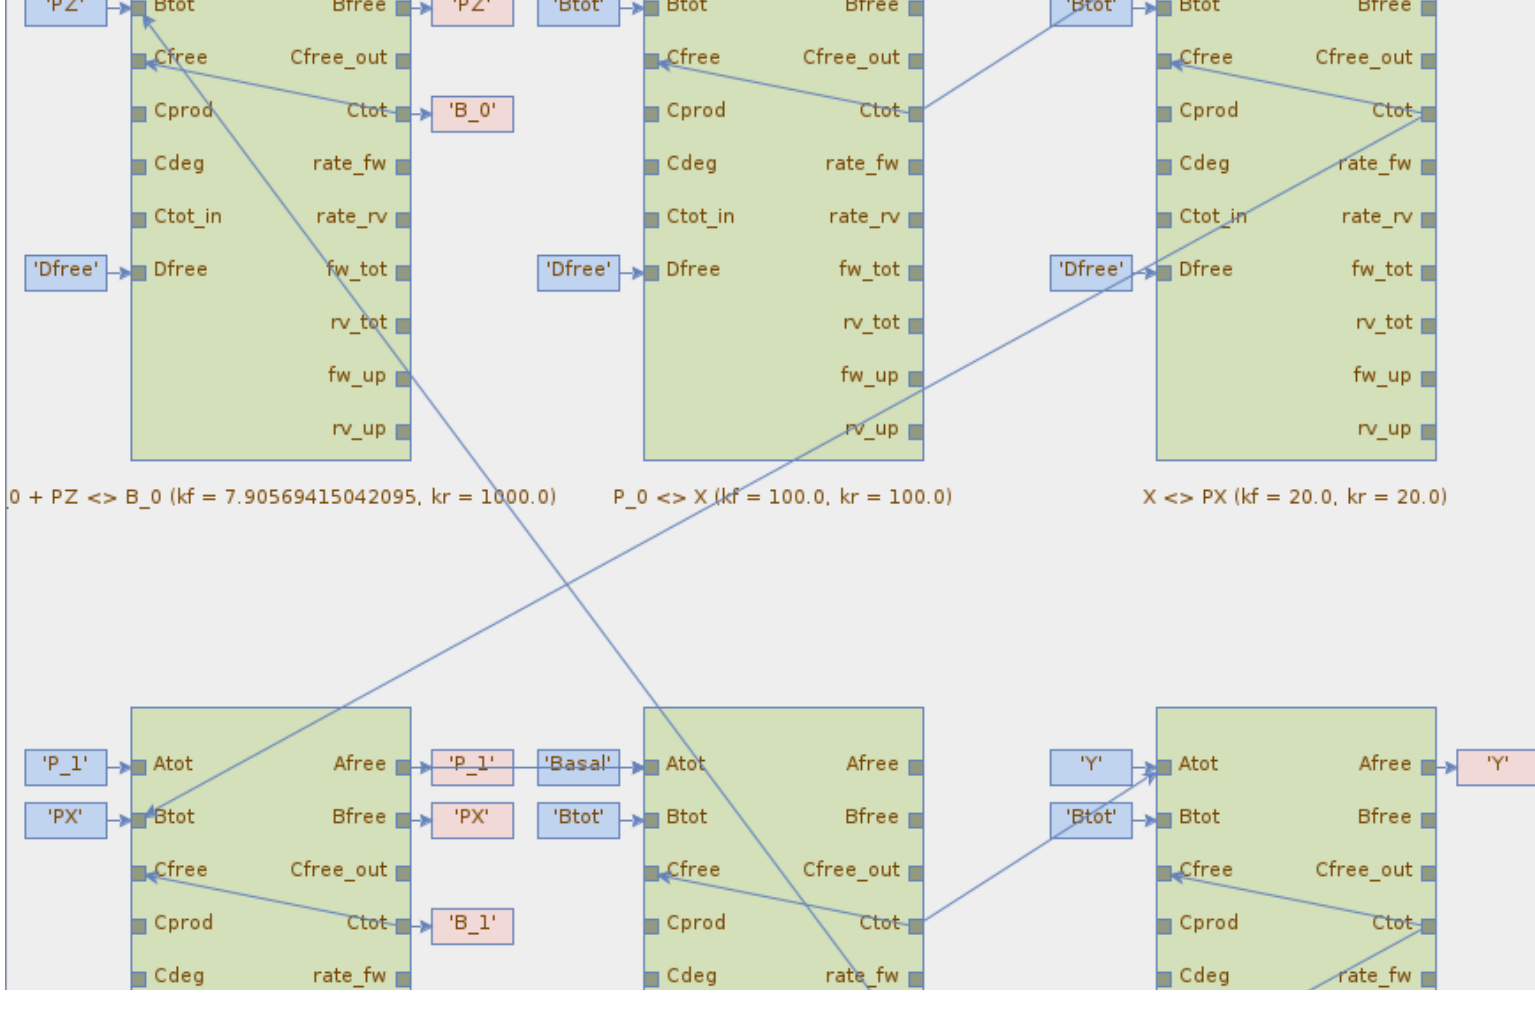 'PZ' Btot Bfree 'PZ' 'Btot' Btot Bfree 'Btot' Btot Bfree
Cfree Cfree_out Cfree Cfree_out Cfree Cfree_out
Cprod Ctot 'B_0' Cprod Ctot Cprod Ctot
Cdeg rate_fw Cdeg rate_fw Cdeg rate_fw
Ctot_in rate_rv Ctot_in rate_rv Ctot_in rate_rv
'Dfree' Dfree fw_tot 'Dfree' Dfree fw_tot 'Dfree' Dfree fw_tot
rv_tot rv_tot rv_tot
fw_up fw_up fw_up
rv_up rv_up rv_up
_0 + PZ <> B_0 (kf = 7.90569415042095, kr = 1000.0) P_0 <> X (kf = 100.0, kr = 100.0) X <> PX (kf = 20.0, kr = 20.0)
'P_1' Atot Afree 'P_1' 'Basal' Atot Afree 'Y' Atot Afree 'Y'
'PX' Btot Bfree 'PX' 'Btot' Btot Bfree 'Btot' Btot Bfree
Cfree Cfree_out Cfree Cfree_out Cfree Cfree_out
Cprod Ctot 'B_1' Cprod Ctot Cprod Ctot
Cdeg rate_fw Cdeg rate_fw Cdeg rate_fw